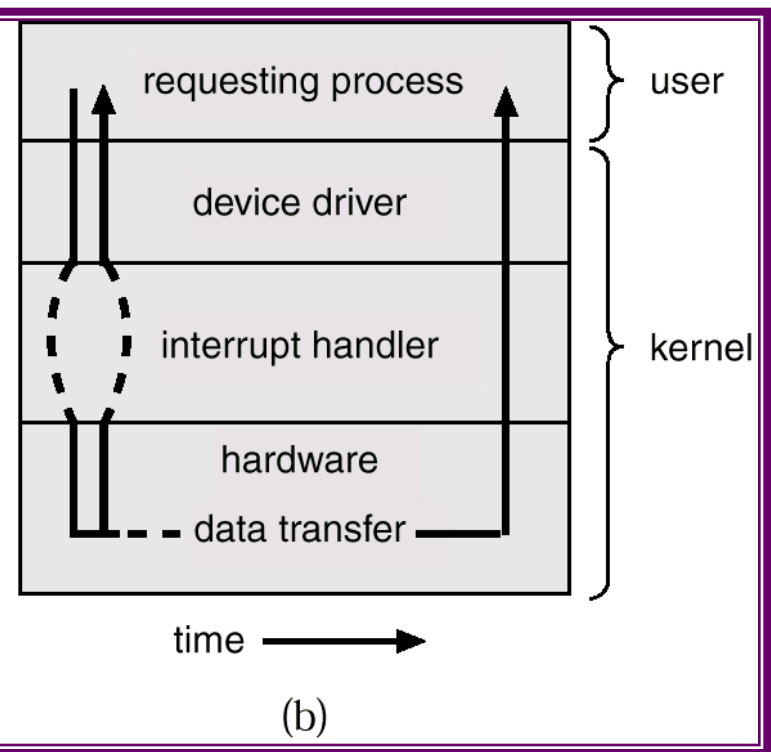 requesting process
user
device driver
interrupt handler
kernel
hardware
data transfer
time
(b)